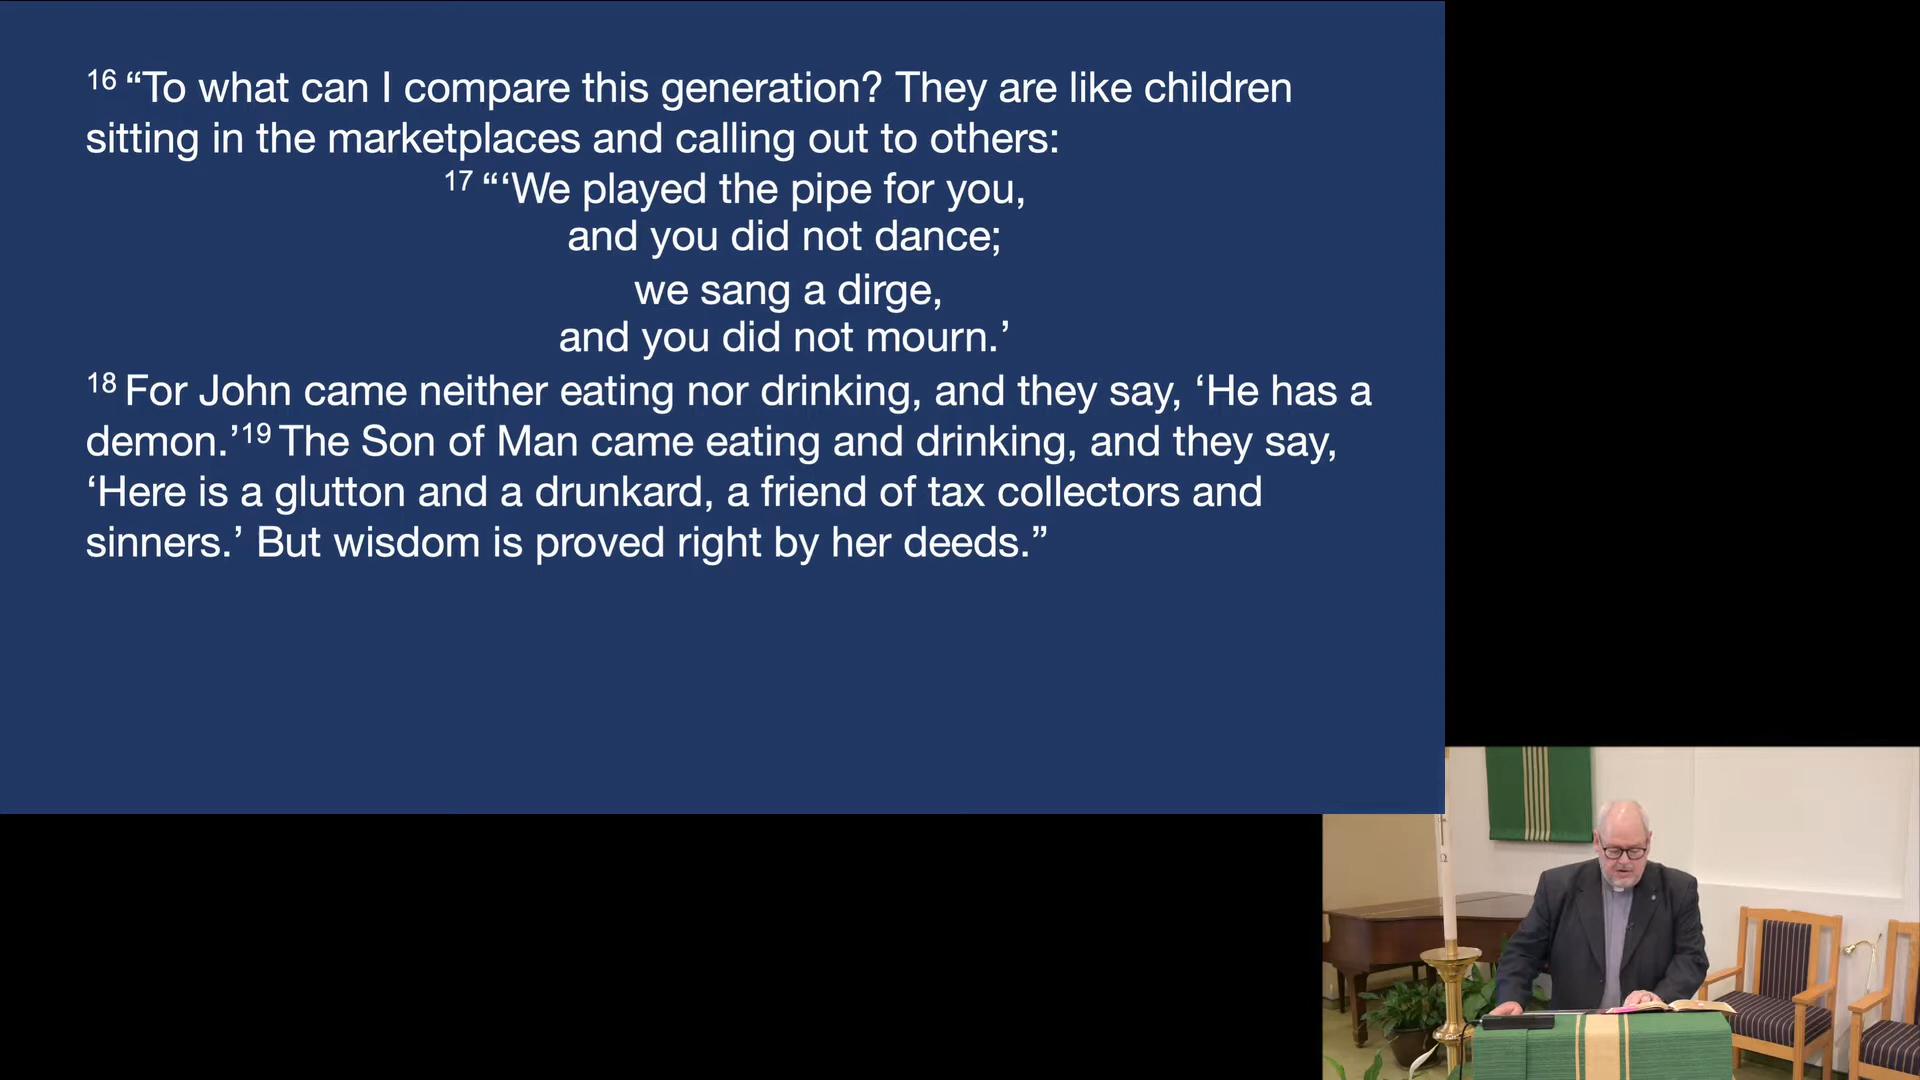 16 “To what can I compare this generation? They are like children
sitting in the marketplaces and calling out to others:
17 “‘We played the pipe for you,
and you did not dance;
we sang a dirge,
and you did not mourn.’
18 For John came neither eating nor drinking, and they say, ‘He has a
demon.’19 The Son of Man came eating and drinking, and they say,
‘Here is a glutton and a drunkard, a friend of tax collectors and
sinners.’ But wisdom is proved right by her deeds.”